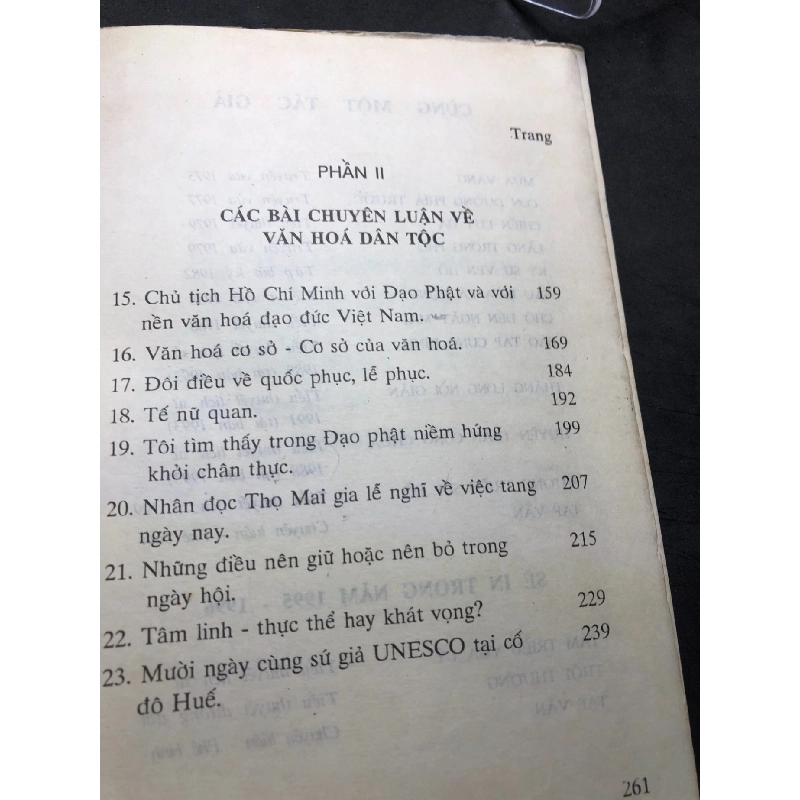 Trang
PHẦN II
CÁC BÀI CHUYÊN LUẬN VỀ
VĂN HOÁ DÂN TỘC
15. Chủ tịch Hồ Chí Minh với Đạo Phật và với 159
nền văn hoá đạo đức Việt Nam.
16. Văn hoá cơ sở - Cơ sở của văn hoá. 169
17. Đôi điều về quốc phục, lễ phục. 184
18. Tế nữ quan. 192
19. Tôi tìm thấy trong Đạo phật niềm hứng 199
khởi chân thực.
20. Nhân đọc Thọ Mai gia lễ nghĩ về việc tang 207
ngày nay.
21. Những điều nên giữ hoặc nên bỏ trong 215
ngày hội.
22. Tâm linh - thực thể hay khát vọng? 229
23. Mười ngày cùng sứ giả UNESCO tại cố 239
đô Huế.
261